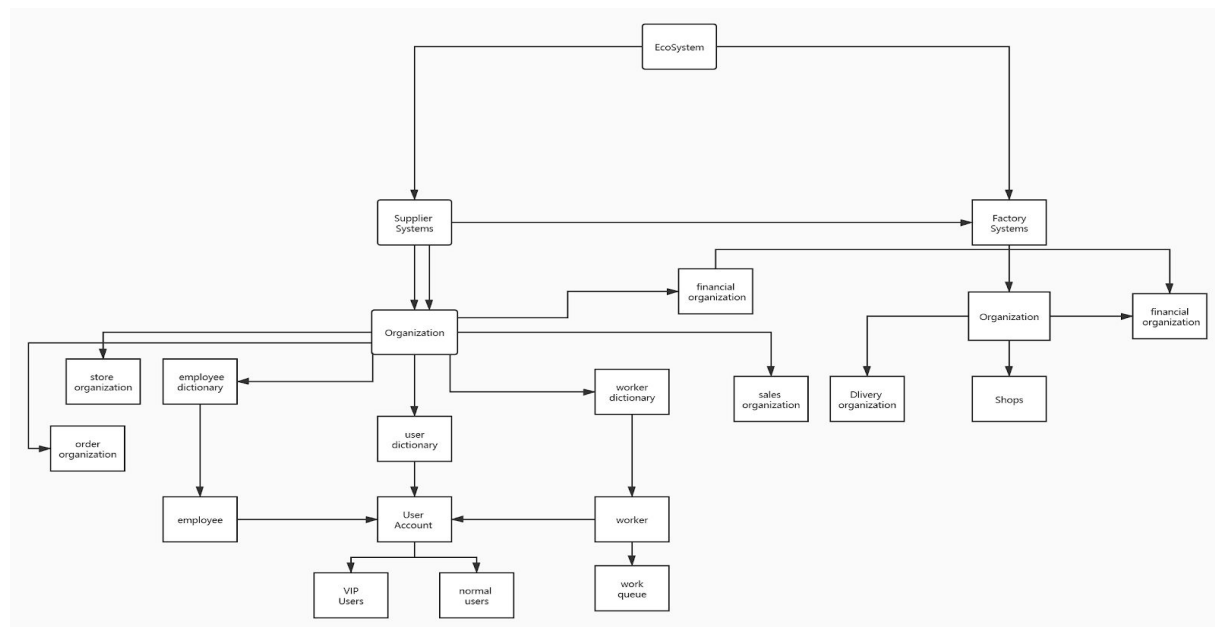 EcoSystem
Supplier
Systems
Factory
Systems
financial
organization
Organization
financial
organization
Organization
store
organization
employee
dictionary
worker
dictionary
sales
organization
Dlivery
organization
Shops
order
organization
user
dictionary
employee
User
Account
worker
VIP
Users
normal
users
work
queue